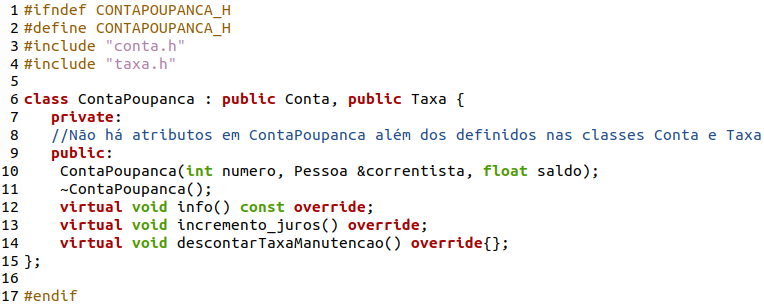 1 #ifndef CONTAPOUPANCA_H
2 #define CONTAPOUPANCA_H
3 #include "conta.h"
4 #include "taxa.h"
5
6 class ContaPoupanca : public Conta, public Taxa {
7    private:
8    //Não há atributos em ContaPoupanca além dos definidos nas classes Conta e Taxa
9    public:
10    ContaPoupanca(int numero, Pessoa &correntista, float saldo);
11    ~ContaPoupanca();
12    virtual void info() const override;
13    virtual void incremento_juros() override;
14    virtual void descontarTaxaManutencao() override{};
15 };
16
17 #endif